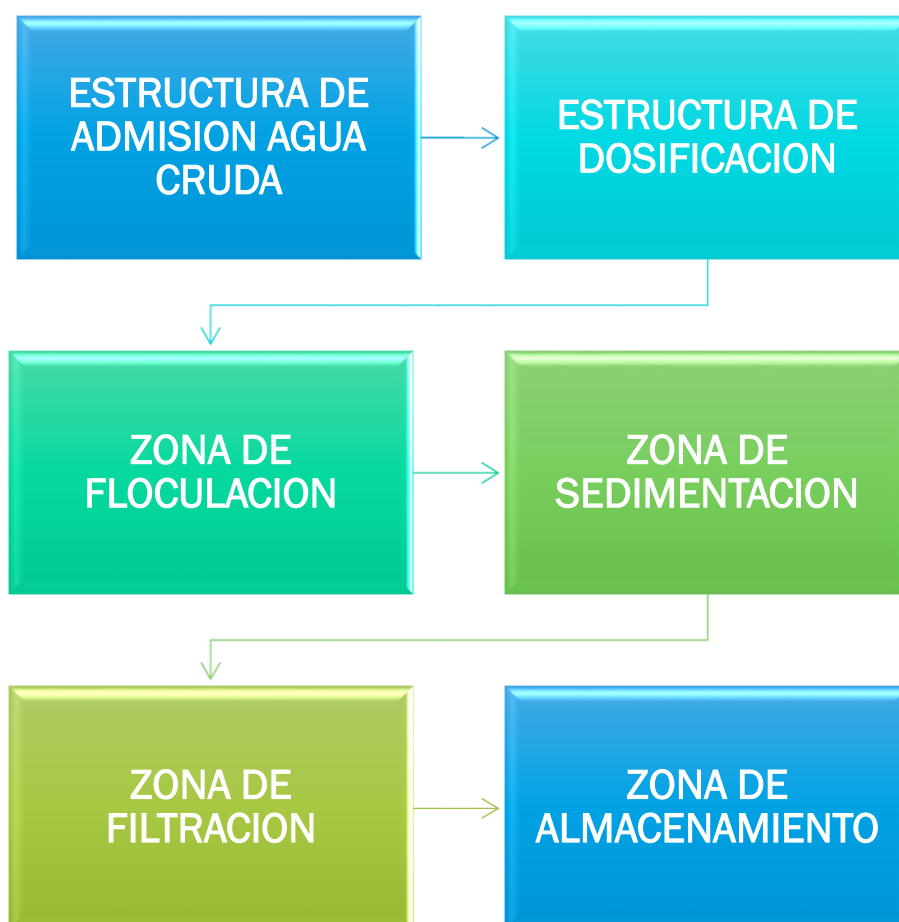 ESTRUCTURA DE
ADMISION AGUA
CRUDA
ESTRUCTURA DE
DOSIFICACION
ZONA DE
FLOCULACION
ZONA DE
SEDIMENTACION
ZONA DE
FILTRACION
ZONA DE
ALMACENAMIENTO